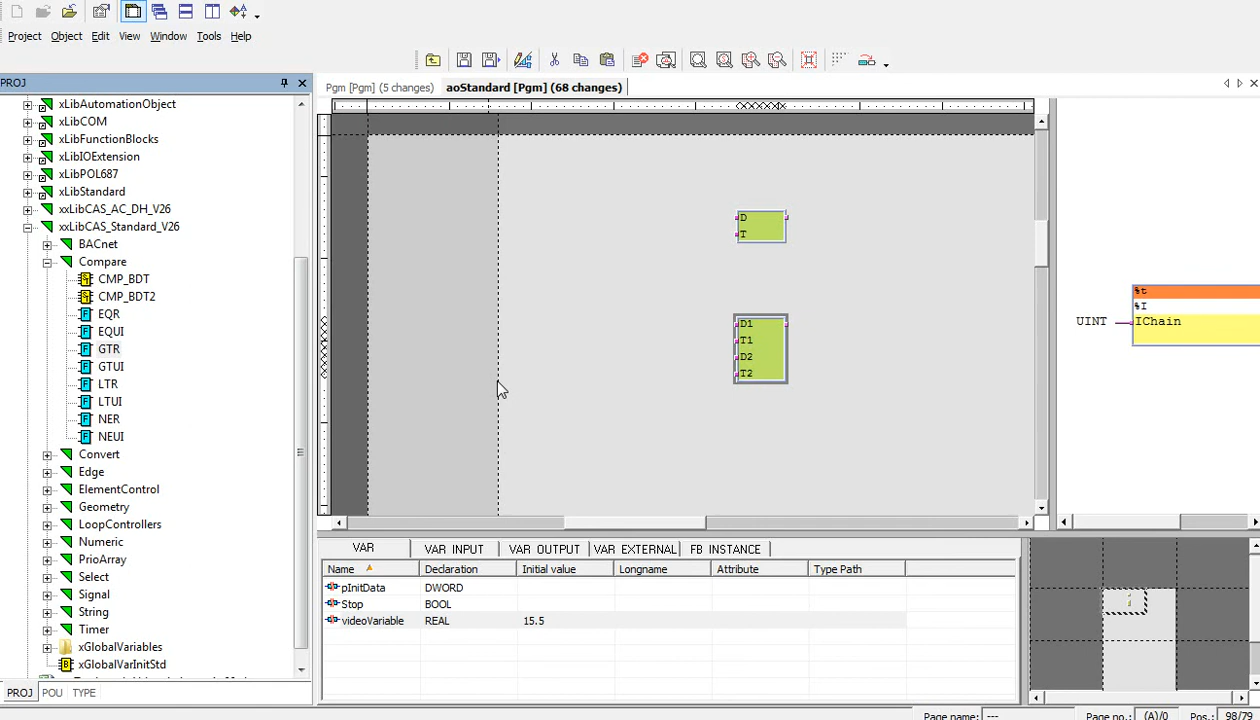 Project Object Edit View Window Tools Help
PROJ
xLibAutomationObject
xLibCOM
xLibFunctionBlocks
xLibIOExtension
xLibPOL687
xLibStandard
xxLibCAS_AC_DH_V26
xxLibCAS_Standard_V26
BACnet
Compare
CMP_BDT
CMP_BDT2
EQR
EQUI
GTR
GTUI
LTR
LTUI
NER
NEUI
Convert
Edge
ElementControl
Geometry
LoopControllers
Numeric
PrioArray
Select
Signal
String
Timer
xGlobalVariables
xGlobalVarInitStd
PROJ POU TYPE
Pgm [Pgm] (5 changes) aoStandard [Pgm] (68 changes)
D
T
D1
T1
D2
T2
%t
%I
UINT IChain
VAR VAR INPUT VAR OUTPUT VAR EXTERNAL FB INSTANCE
Name Declaration Initial value Longname Attribute Type Path
pInitData DWORD
Stop BOOL
videoVariable REAL 15.5
Page name: --- Page no.: (A)/0 Pos.: 98/79